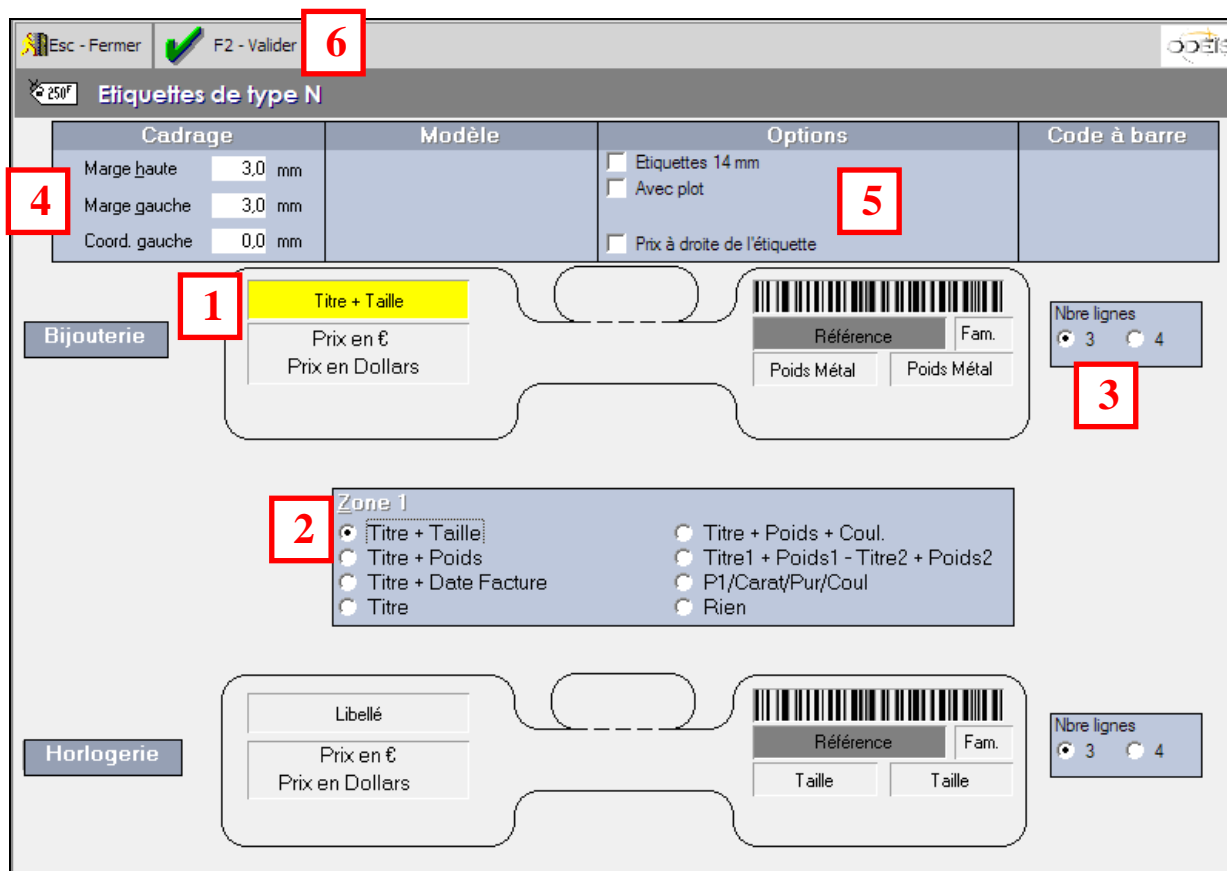 Esc - Fermer F2 - Valider 6
250F Etiquettes de type N
Cadrage Modèle Options Code à barre
Marge haute 3,0 mm
Marge gauche 3,0 mm
Coord. gauche 0,0 mm
4
Etiquettes 14 mm
Avec plot
Prix à droite de l'étiquette
5
1
Bijouterie
Titre + Taille
Prix en €
Prix en Dollars
Référence Fam.
Poids Métal Poids Métal
Nbre lignes
3 4
3
2
Zone 1
Titre + Taille
Titre + Poids
Titre + Date Facture
Titre
Titre + Poids + Coul.
Titre1 + Poids1 - Titre2 + Poids2
P1/Carat/Pur/Coul
Rien
Horlogerie
Libellé
Prix en €
Prix en Dollars
Référence Fam.
Taille Taille
Nbre lignes
3 4